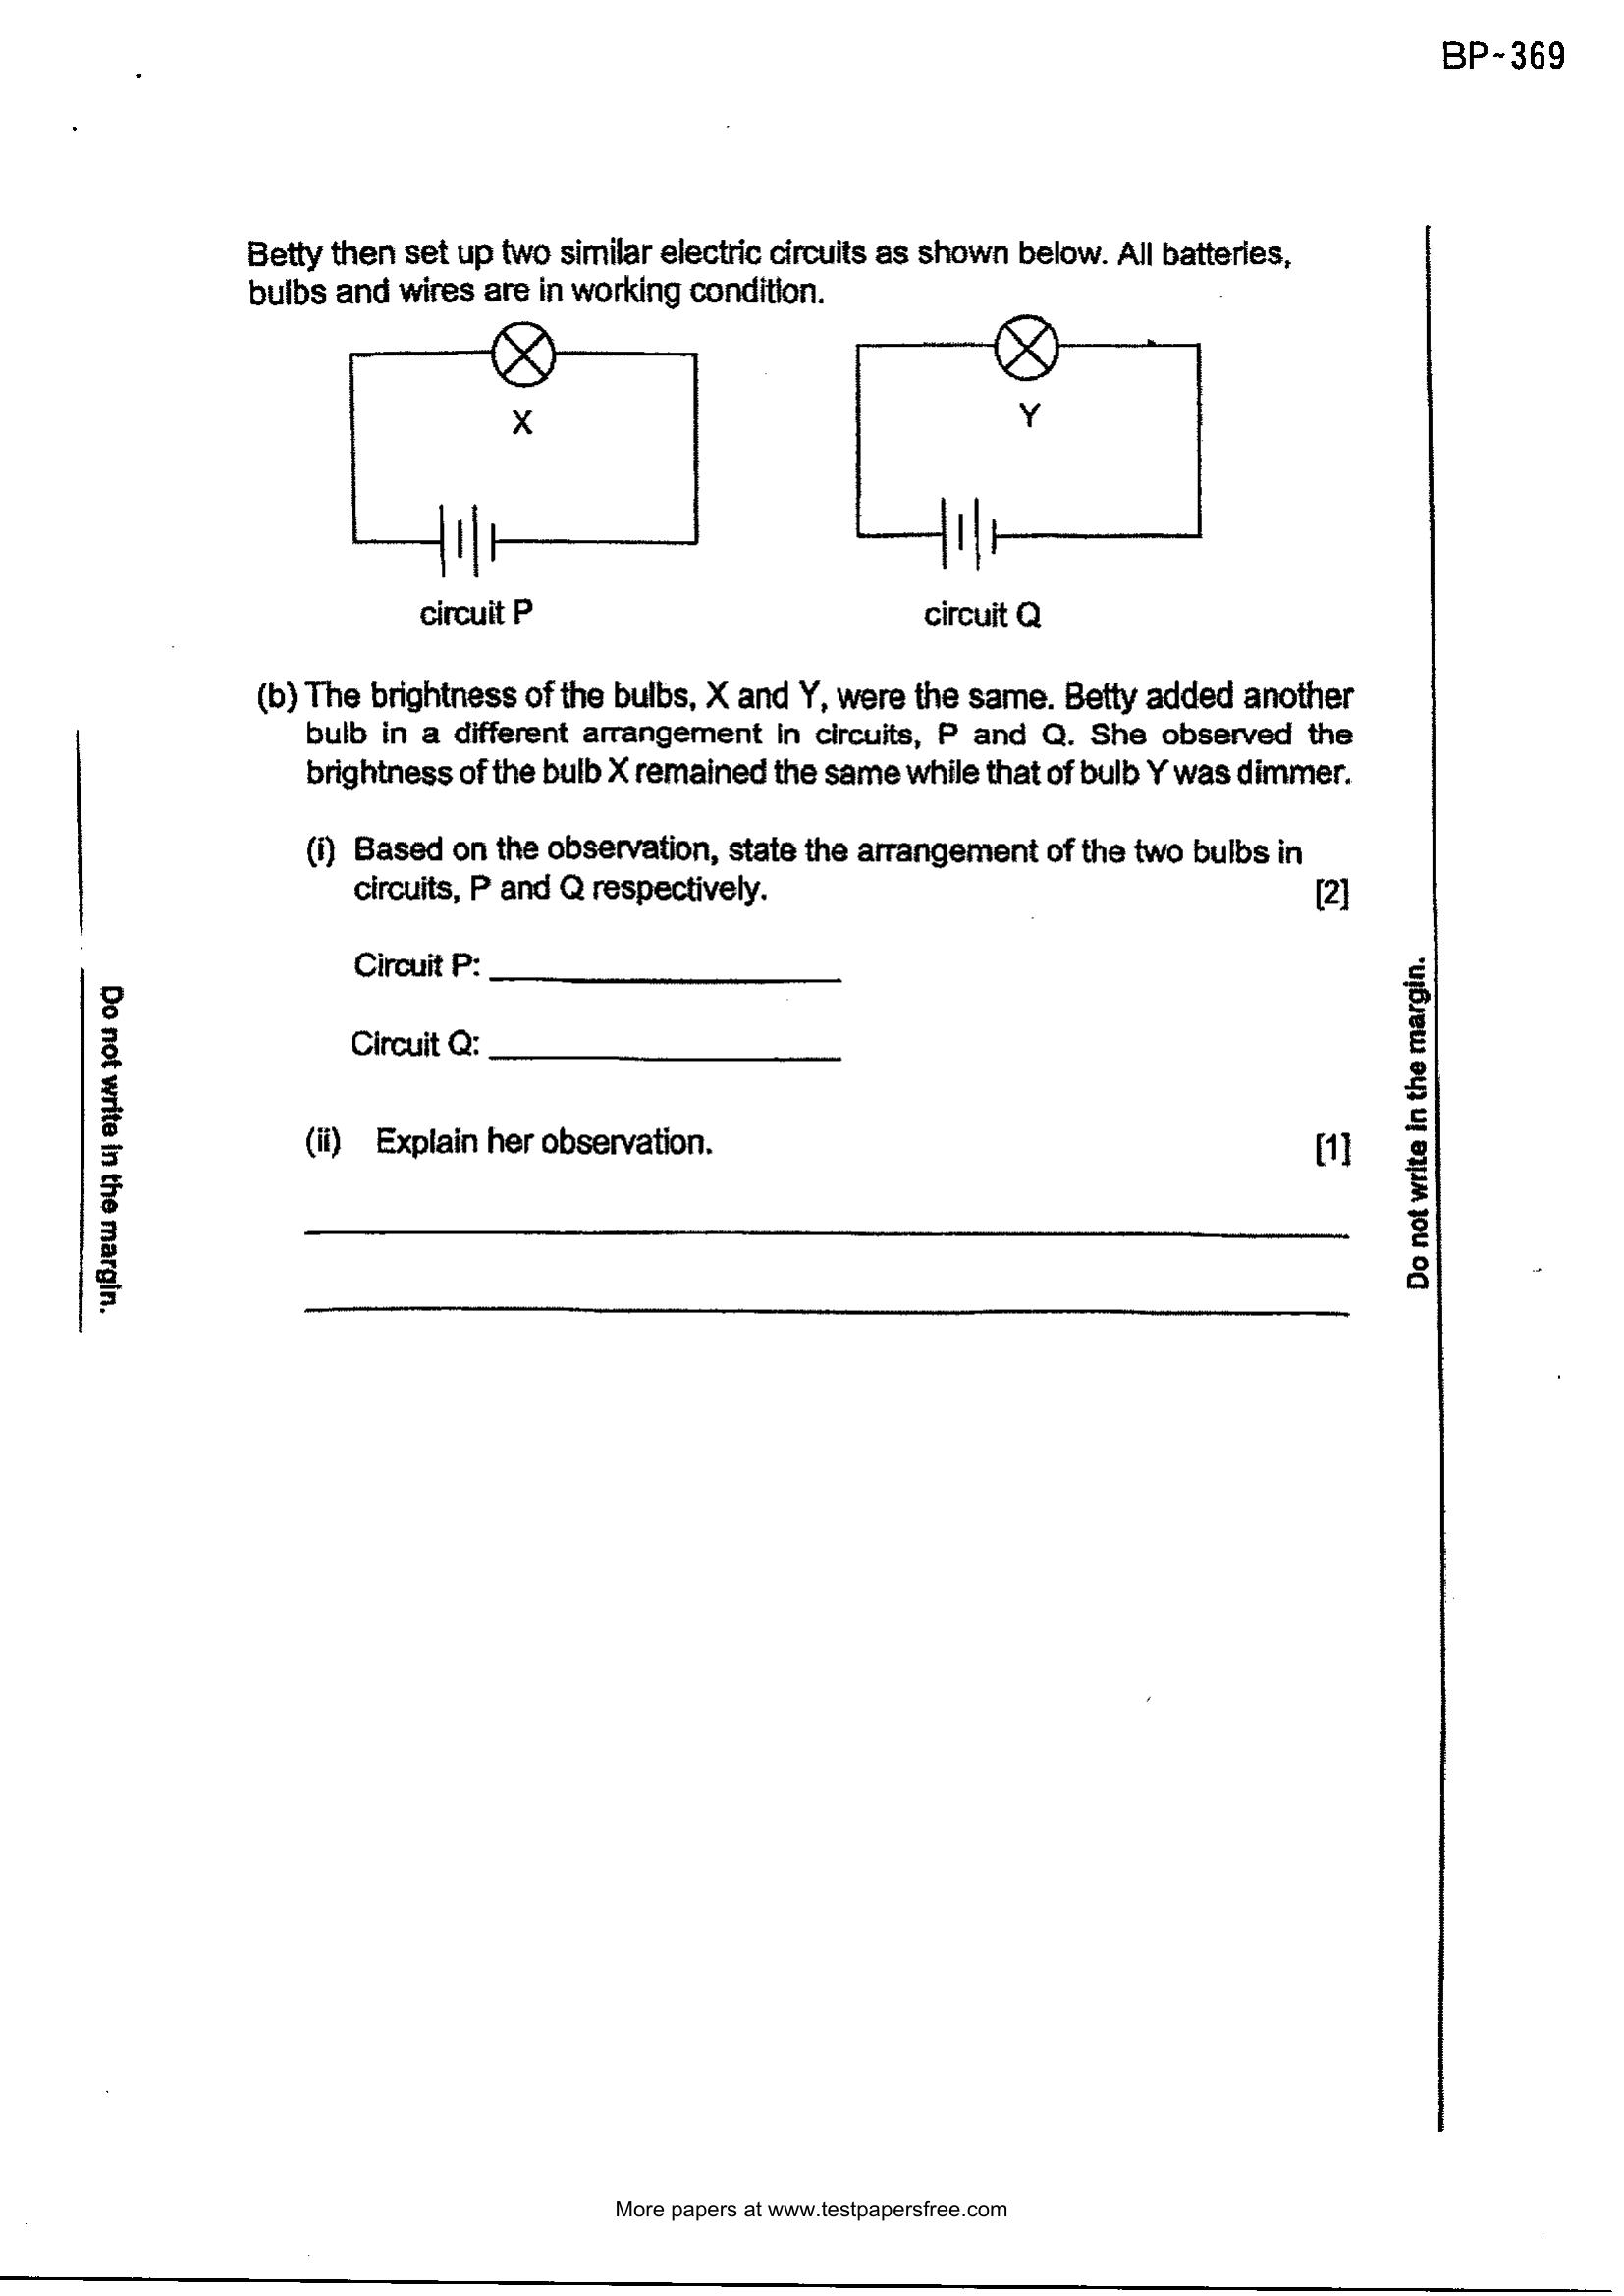 BP-369
Betty then set up two similar electric circuits as shown below. All batteries,
bulbs and wires are in working condition.
X
Y
circuit P
circuit Q
(b) The brightness of the bulbs, X and Y, were the same. Betty added another
bulb in a different arrangement in circuits, P and Q. She observed the
brightness of the bulb X remained the same while that of bulb Y was dimmer.
(i) Based on the observation, state the arrangement of the two bulbs in
circuits, P and Q respectively. [2]
Circuit P:
Circuit Q:
(ii) Explain her observation. [1]
Do not write in the margin.
Do not write in the margin.
More papers at www.testpapersfree.com